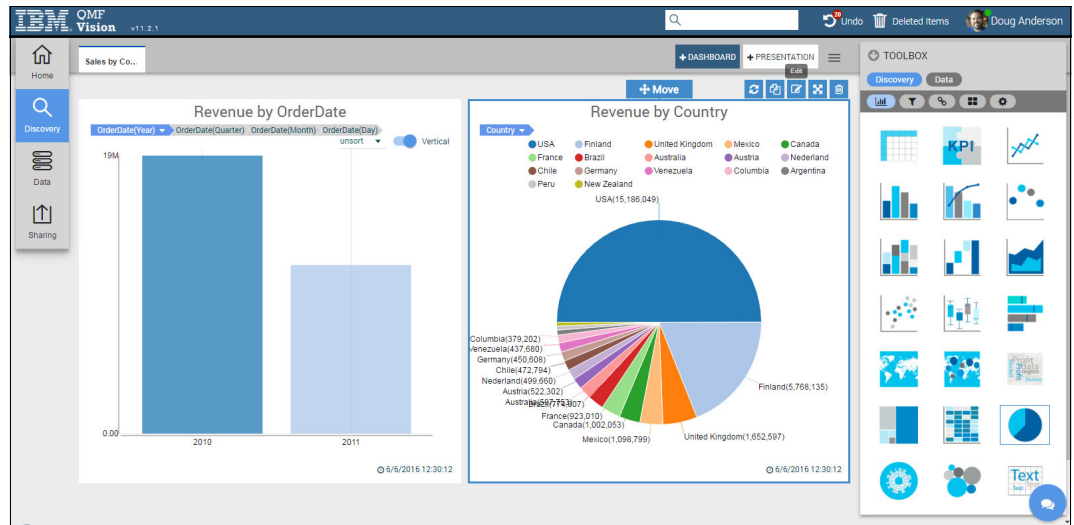 IBM. QMF Vision v11.2.1
20 Undo Deleted Items Doug Anderson
Home
Discovery
Data
Sharing
Sales by Co...
+ DASHBOARD + PRESENTATION
Edit
Move
Revenue by OrderDate
OrderDate(Year) OrderDate(Quarter) OrderDate(Month) OrderDate(Day)
unsort Vertical
19M
0.00
2010 2011
6/6/2016 12:30:12
Revenue by Country
Country
USA Finland United Kingdom Mexico Canada
France Brazil Australia Austria Nederland
Chile Germany Venezuela Columbia Argentina
Peru New Zealand
USA(15,186,049)
Columbia(379,202)
Venezuela(437,680)
Germany(450,608)
Chile(472,794)
Nederland(499,660)
Austria(522,302)
France(923,010)
Canada(1,002,053)
Mexico(1,098,799)
United Kingdom(1,652,597)
Finland(5,768,135)
6/6/2016 12:30:12
TOOLBOX
Discovery Data
KPI
Profit
data
region
Profit
Text
Text